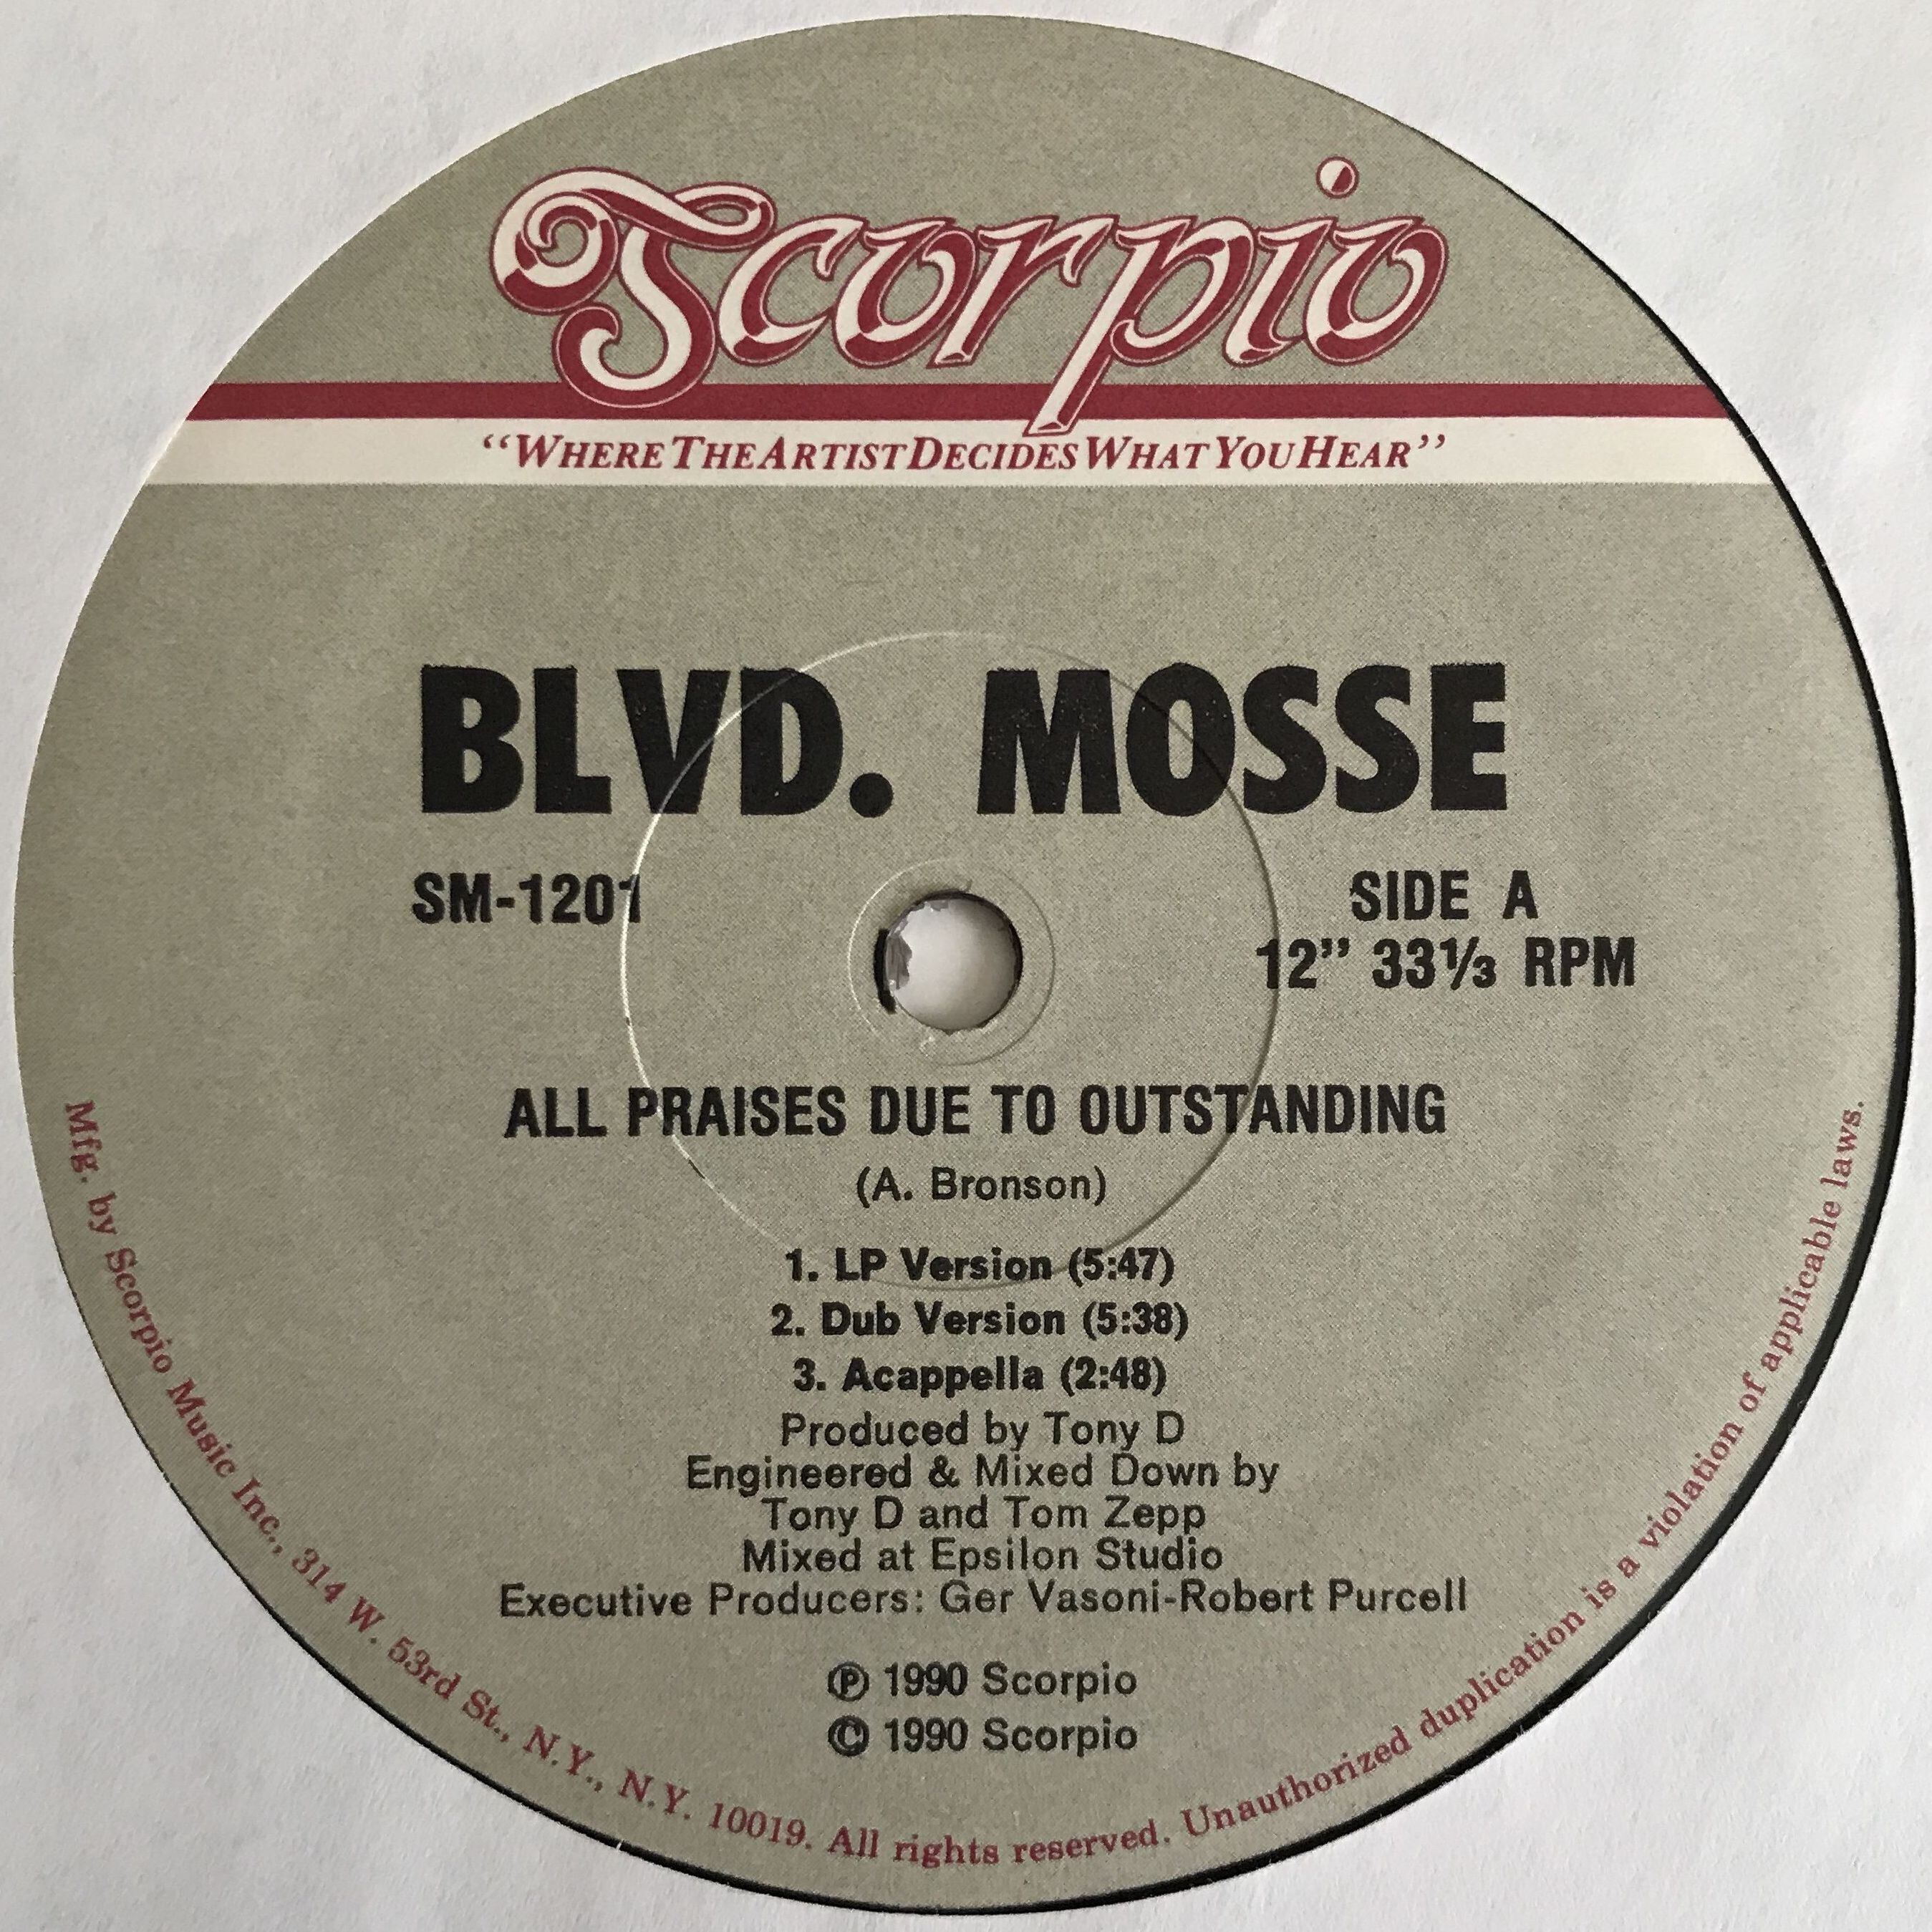 Scorpio
“WHERE THE ARTIST DECIDES WHAT YOU HEAR”
BLVD. MOSSE
SM-1201
SIDE A
12” 33⅓ RPM
ALL PRAISES DUE TO OUTSTANDING
(A. Bronson)
1. LP Version (5:47)
2. Dub Version (5:38)
3. Acappella (2:48)
Produced by Tony D
Engineered & Mixed Down by
Tony D and Tom Zepp
Mixed at Epsilon Studio
Executive Producers: Ger Vasoni-Robert Purcell
℗ 1990 Scorpio
© 1990 Scorpio
Mfg. by Scorpio Music Inc., 314 W. 53rd St., N.Y., N.Y. 10019. All rights reserved. Unauthorized duplication is a violation of applicable laws.